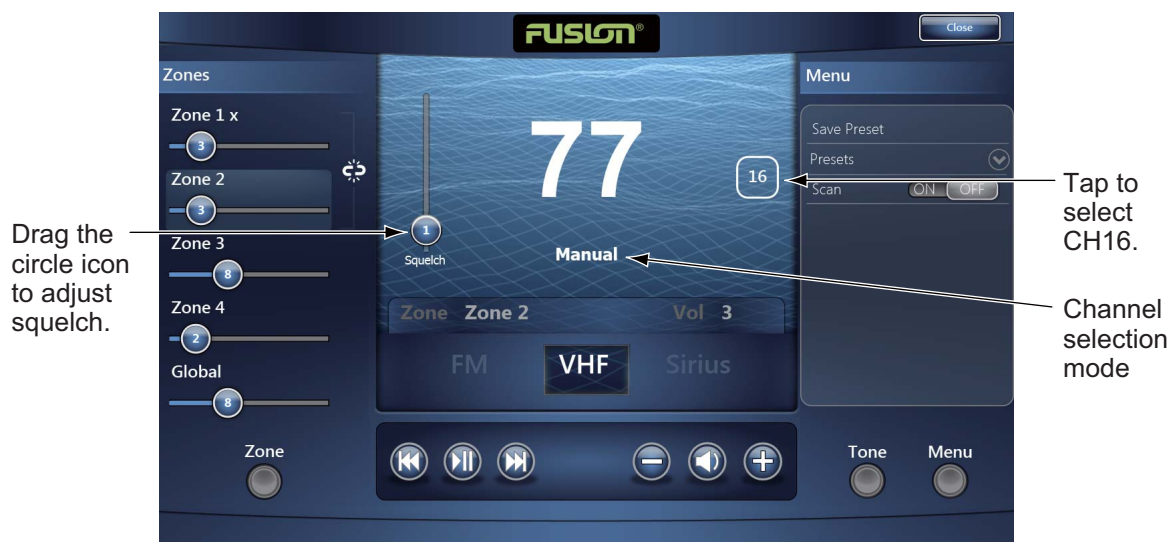 FUSION®
Close
Zones
Zone 1 x
3
Zone 2
3
Zone 3
8
Zone 4
2
Global
8
Zone
1
Squelch
77
16
Manual
Zone Zone 2 Vol 3
FM VHF Sirius
Menu
Save Preset
Presets
Scan ON OFF
Tone Menu
Drag the
circle icon
to adjust
squelch.
Tap to
select
CH16.
Channel
selection
mode